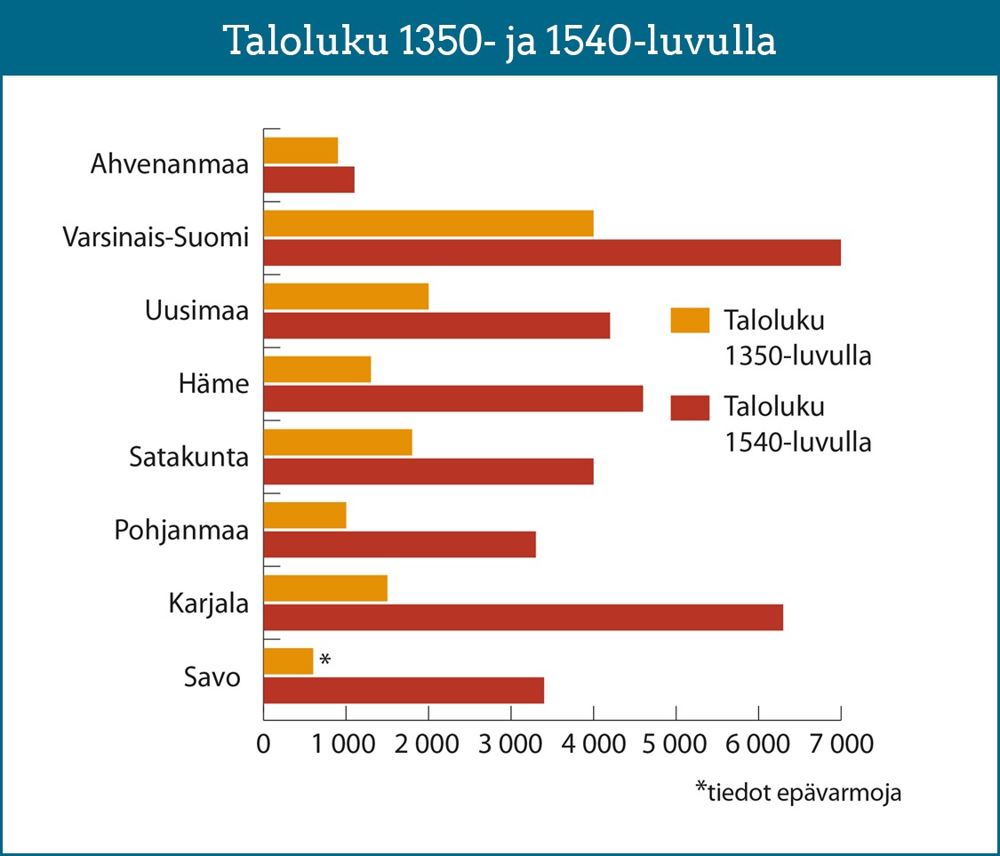 Taloluku 1350- ja 1540-luvulla
Ahvenanmaa
Varsinais-Suomi
Uusimaa
Häme
Satakunta
Pohjanmaa
Karjala
Savo
*
Taloluku
1350-luvulla
Taloluku
1540-luvulla
0 1 000 2 000 3 000 4 000 5 000 6 000 7 000
*tiedot epävarmoja